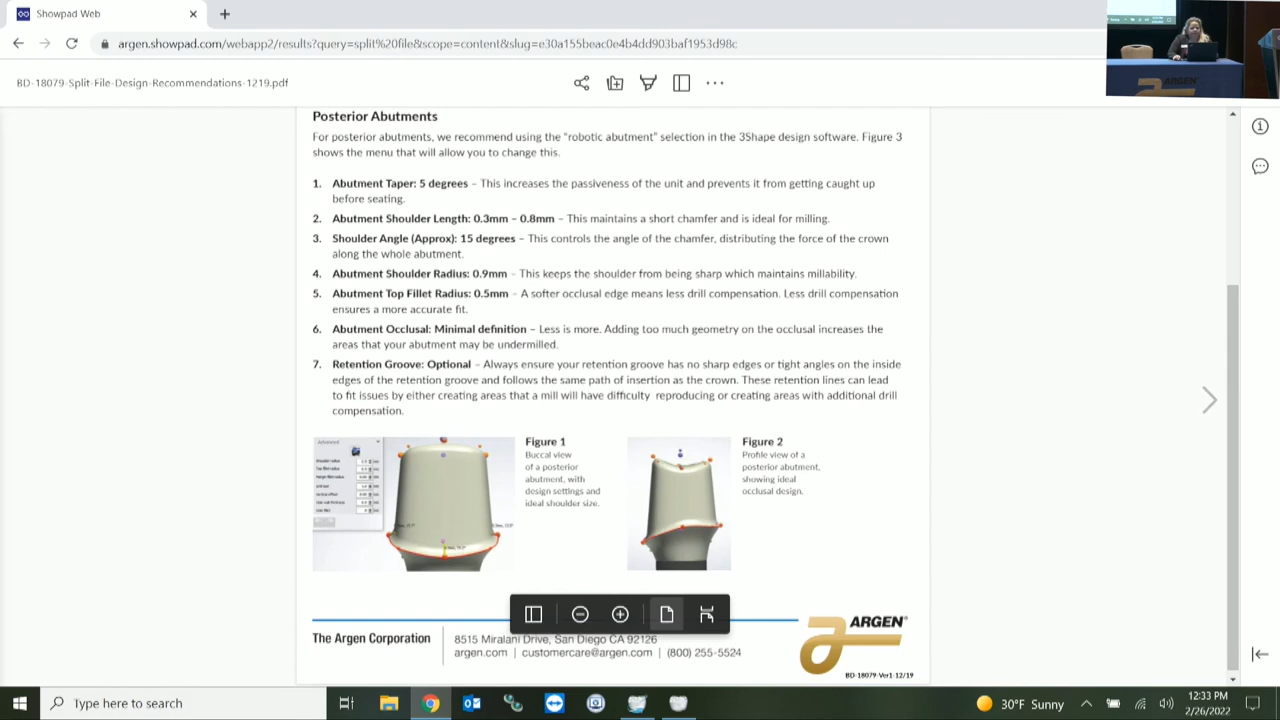 Showpad Web
argen.showpad.com/webapp2/results?query=split%20file&scope=content&slug=e30a155beac0e4b4dd903baf1953d98c
BD-18079-Split-File-Design-Recommendations-1219.pdf
ARGEN
Posterior Abutments
For posterior abutments, we recommend using the "robotic abutment" selection in the 3Shape design software. Figure 3
shows the menu that will allow you to change this.
1. Abutment Taper: 5 degrees – This increases the passiveness of the unit and prevents it from getting caught up
before seating.
2. Abutment Shoulder Length: 0.3mm – 0.8mm – This maintains a short chamfer and is ideal for milling.
3. Shoulder Angle (Approx): 15 degrees – This controls the angle of the chamfer, distributing the force of the crown
along the whole abutment.
4. Abutment Shoulder Radius: 0.9mm – This keeps the shoulder from being sharp which maintains millability.
5. Abutment Top Fillet Radius: 0.5mm – A softer occlusal edge means less drill compensation. Less drill compensation
ensures a more accurate fit.
6. Abutment Occlusal: Minimal definition – Less is more. Adding too much geometry on the occlusal increases the
areas that your abutment may be undermilled.
7. Retention Groove: Optional – Always ensure your retention groove has no sharp edges or tight angles on the inside
edges of the retention groove and follows the same path of insertion as the crown. These retention lines can lead
to fit issues by either creating areas that a mill will have difficulty reproducing or creating areas with additional drill
compensation.
Advanced
Figure 1
Buccal view
of a posterior
abutment, with
design settings and
ideal shoulder size.
Figure 2
Profile view of a
posterior abutment,
showing ideal
occlusal design.
The Argen Corporation
8515 Miralani Drive, San Diego CA 92126
argen.com | customercare@argen.com | (800) 255-5524
ARGEN®
BD-18079-Ver1-12/19
Type here to search
30°F Sunny
12:33 PM
2/26/2022